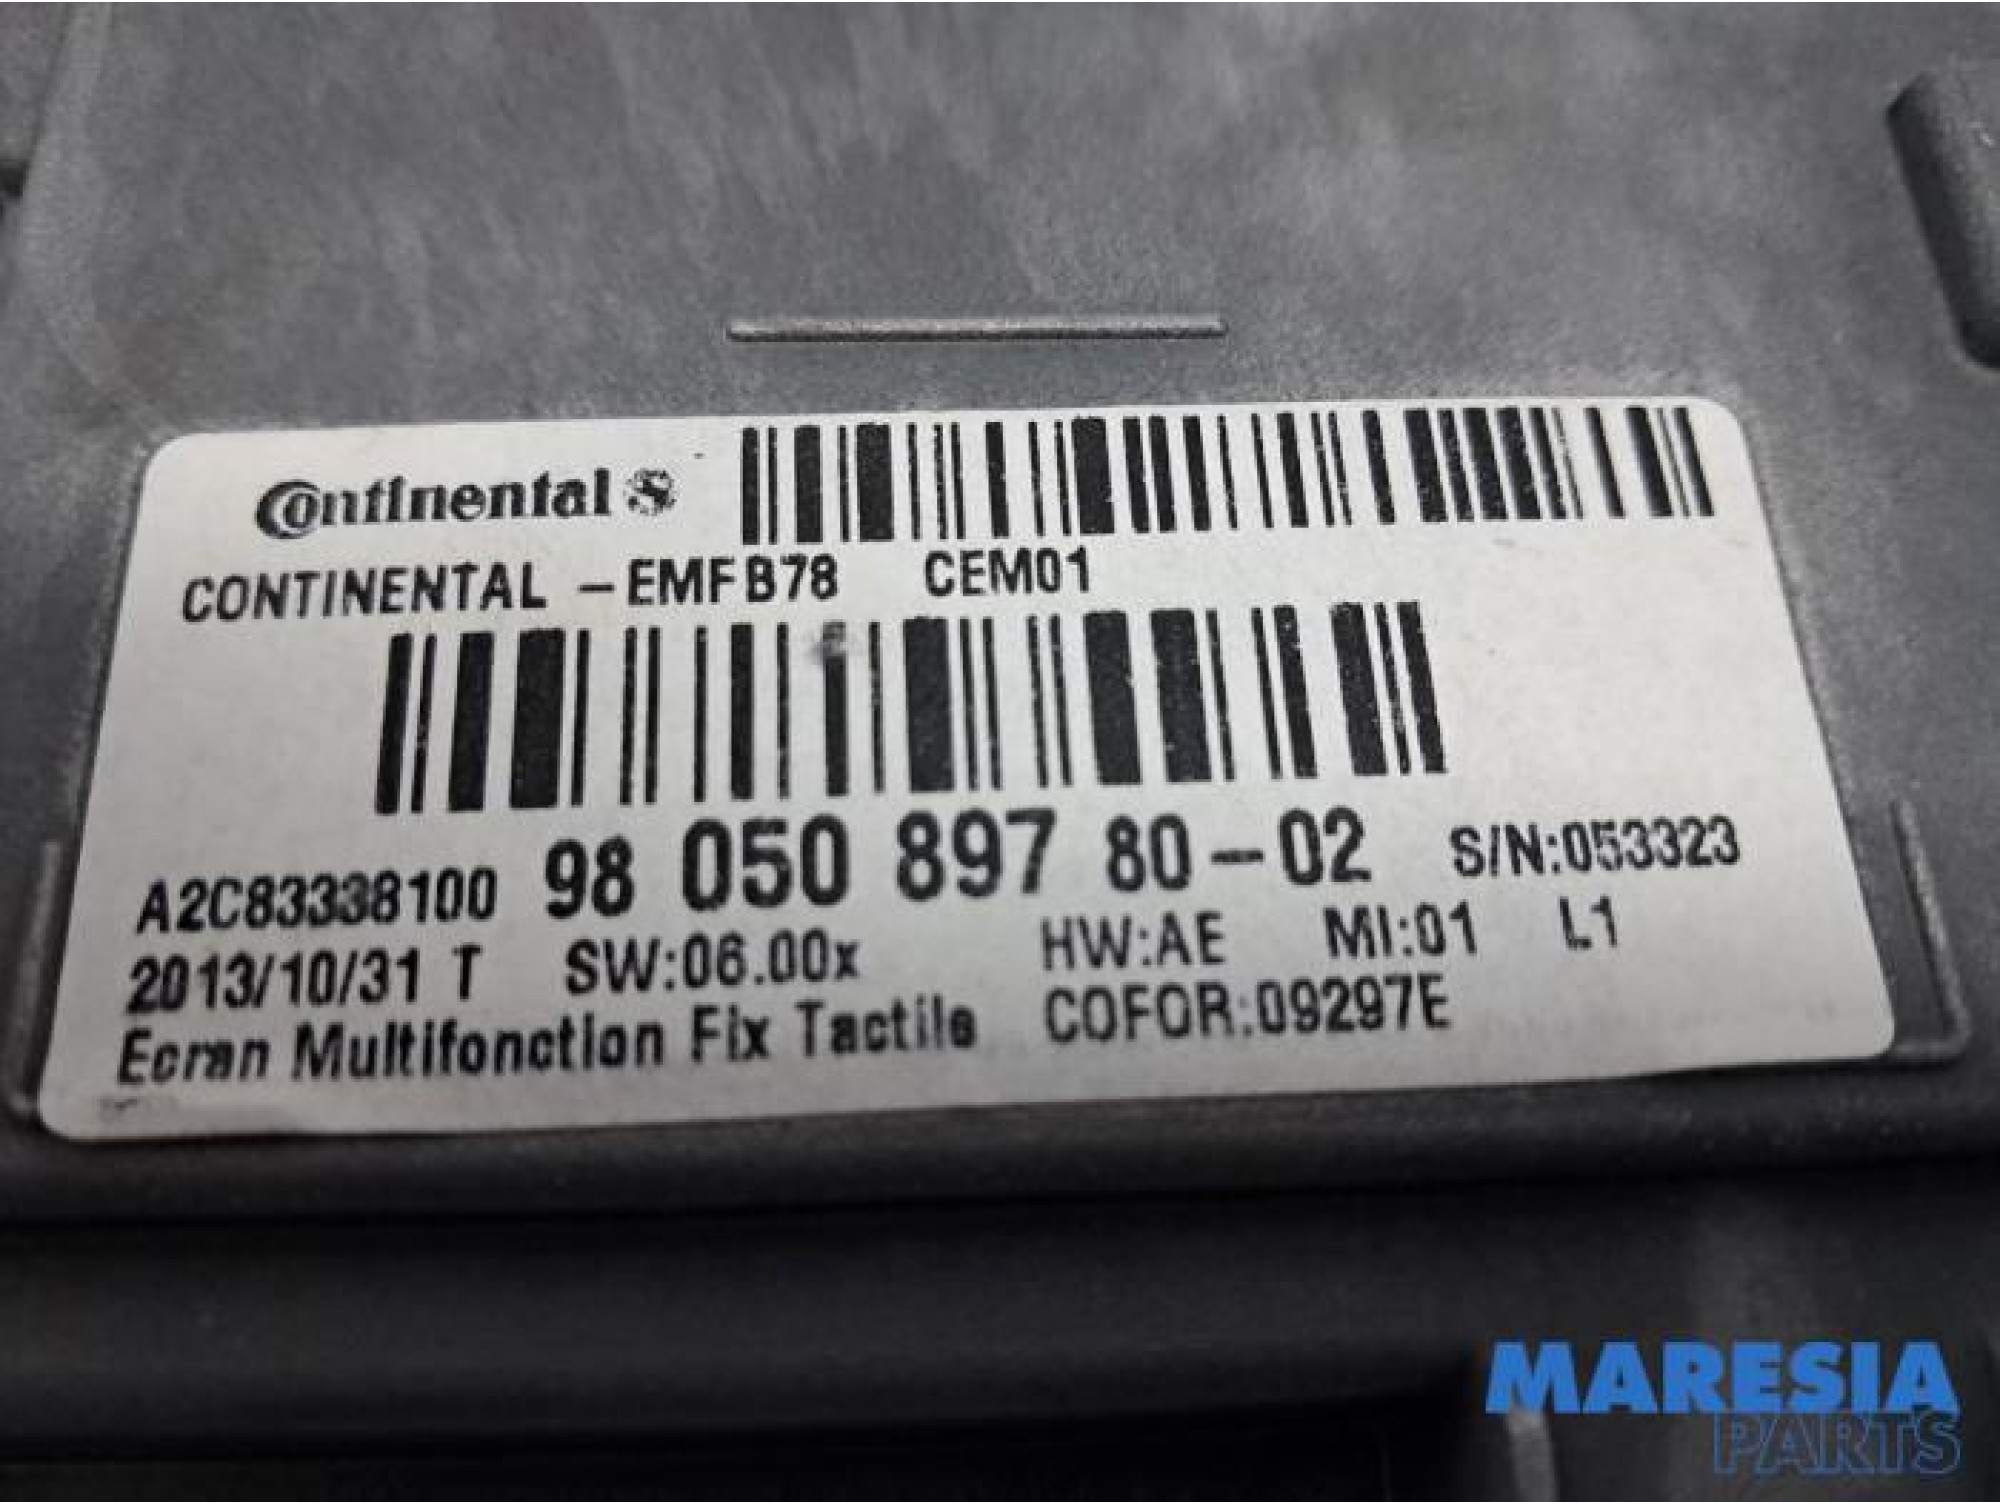 Continental
CONTINENTAL -EMFB78 CEM01
A2C83338100 98 050 897 80-02 S/N:053323
2013/10/31 T SW:06.00x HW:AE MI:01 L1
Ecran Multifonction Fix Tactile COFOR:09297E
MARESIA
PARTS